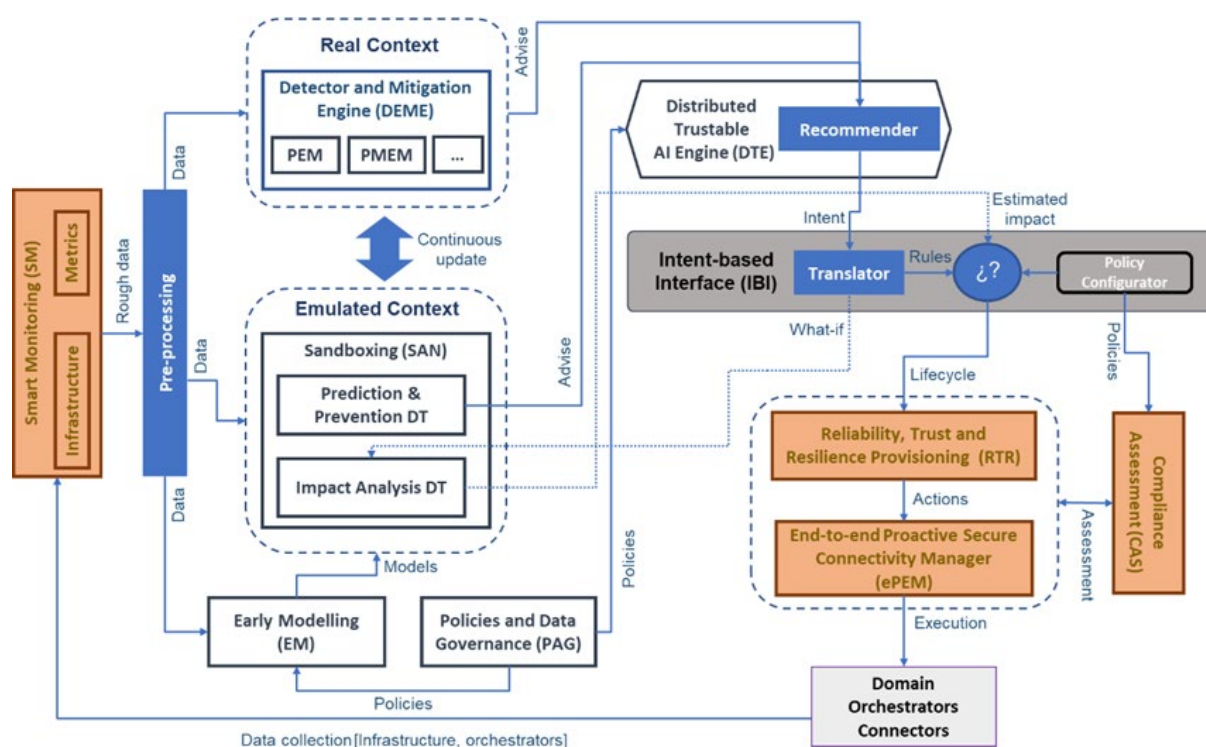 Real Context
Detector and Mitigation
Engine (DEME)
PEM
PMEM
...
Advise
Distributed
Trustable
AI Engine (DTE)
Recommender
Data
Smart Monitoring (SM)
Metrics
Infrastructure
Rough data
Pre-processing
Data
Data
Continuous
update
Intent
Estimated
impact
Intent-based
Interface (IBI)
Translator
Rules
¿?
Policy
Configurator
Emulated Context
Sandboxing (SAN)
Prediction &
Prevention DT
Impact Analysis DT
Advise
What-if
Lifecycle
Policies
Reliability, Trust and
Resilience Provisioning (RTR)
Actions
End-to-end Proactive Secure
Connectivity Manager
(ePEM)
Compliance
Assessment (CAS)
Assessment
Models
Policies
Early Modelling
(EM)
Policies and Data
Governance (PAG)
Policies
Execution
Domain
Orchestrators
Connectors
Data collection[Infrastructure, orchestrators]